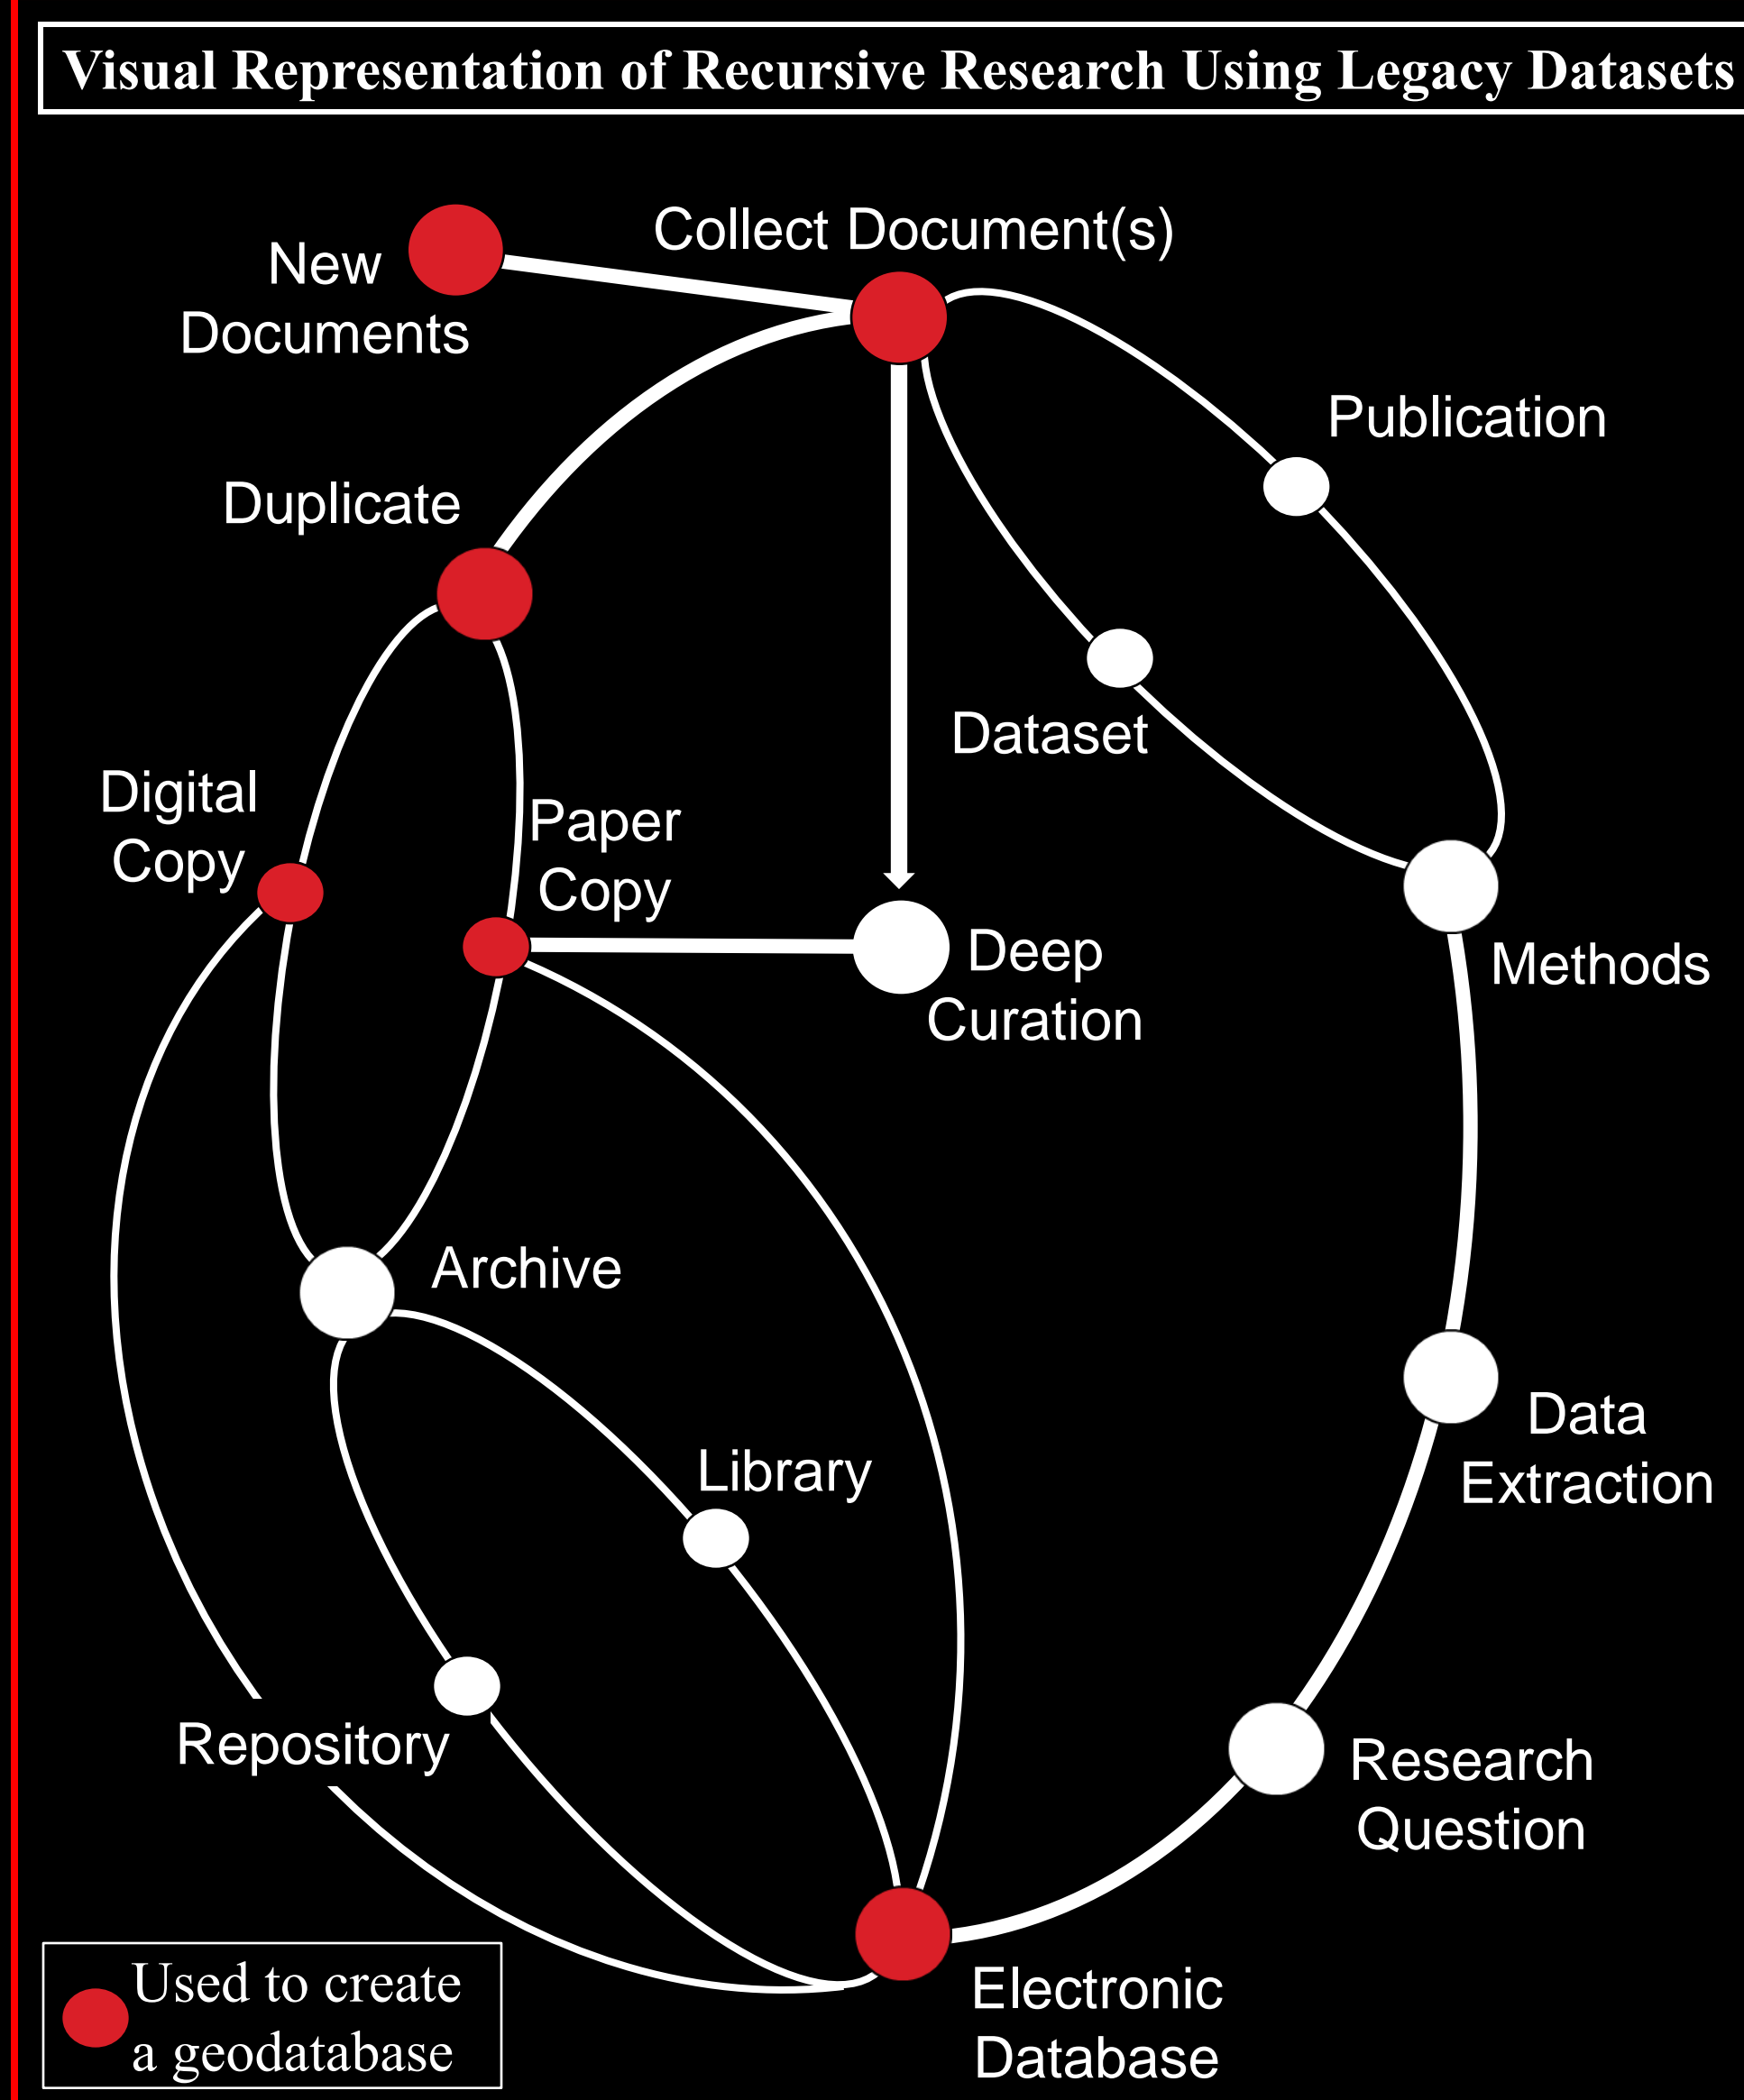 Visual Representation of Recursive Research Using Legacy Datasets
Collect Document(s)
New
Documents
Publication
Duplicate
Dataset
Digital
Copy
Paper
Copy
Deep
Curation
Methods
Archive
Data
Extraction
Library
Repository
Research
Question
Electronic
Database
Used to create
a geodatabase